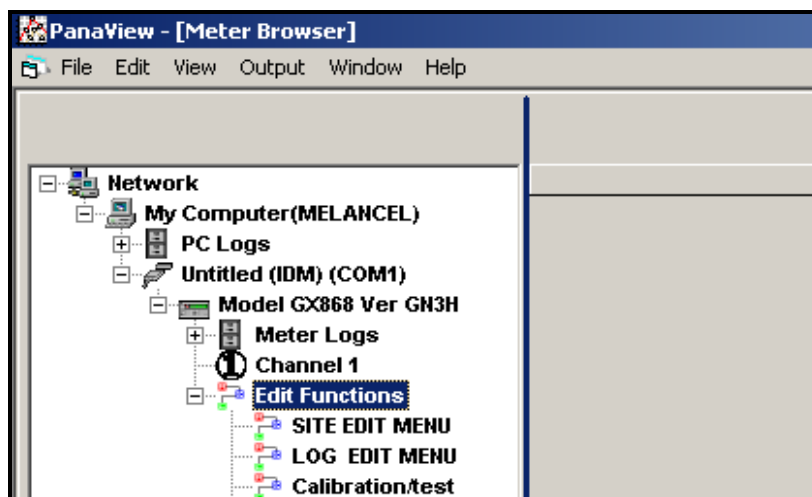 PanaView - [Meter Browser]
File Edit View Output Window Help
Network
My Computer(MELANCEL)
PC Logs
Untitled (IDM) (COM1)
Model GX868 Ver GN3H
Meter Logs
1 Channel 1
Edit Functions
SITE EDIT MENU
LOG EDIT MENU
Calibration/test